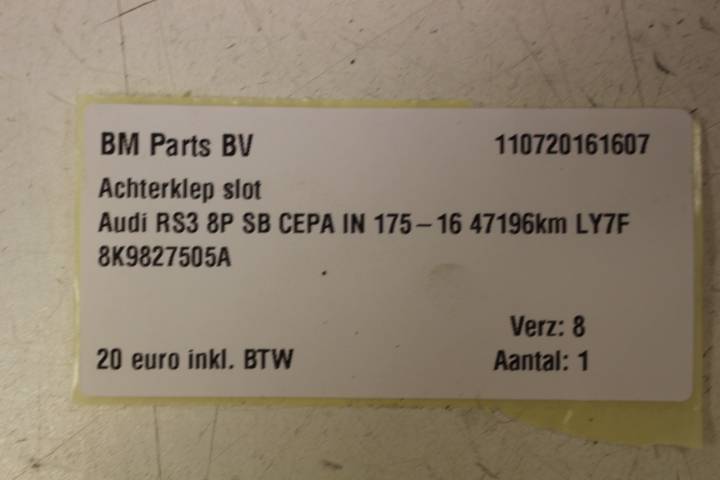 BM Parts BV 110720161607
Achterklep slot
Audi RS3 8P SB CEPA IN 175-16 47196km LY7F
8K9827505A
Verz: 8
20 euro inkl. BTW Aantal: 1